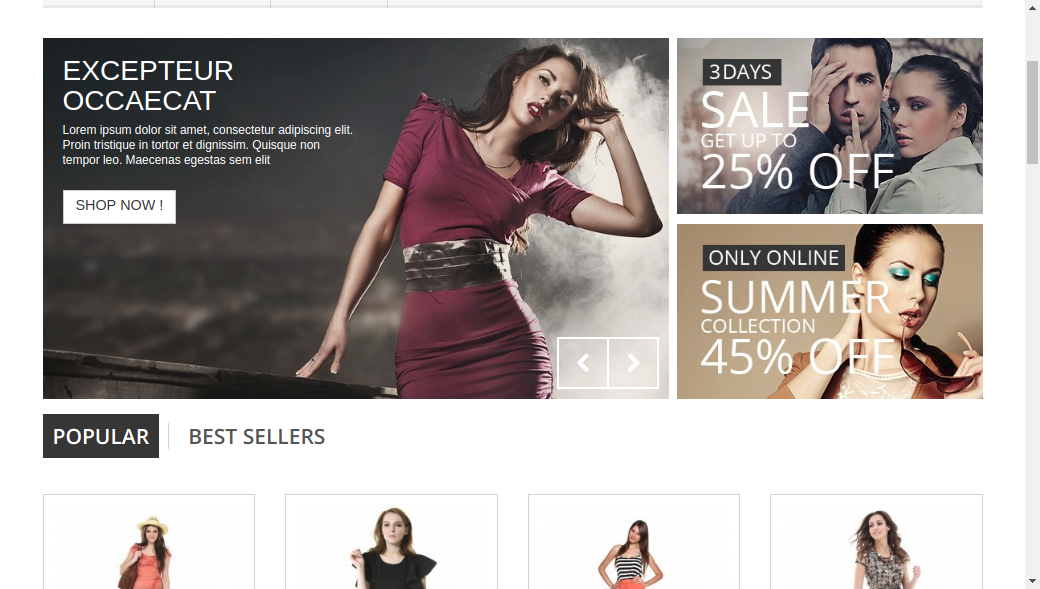 EXCEPTEUR
OCCAECAT
Lorem ipsum dolor sit amet, consectetur adipiscing elit.
Proin tristique in tortor et dignissim. Quisque non
tempor leo. Maecenas egestas sem elit
SHOP NOW !
3 DAYS
SALE
GET UP TO
25% OFF
ONLY ONLINE
SUMMER
COLLECTION
45% OFF
POPULAR
BEST SELLERS